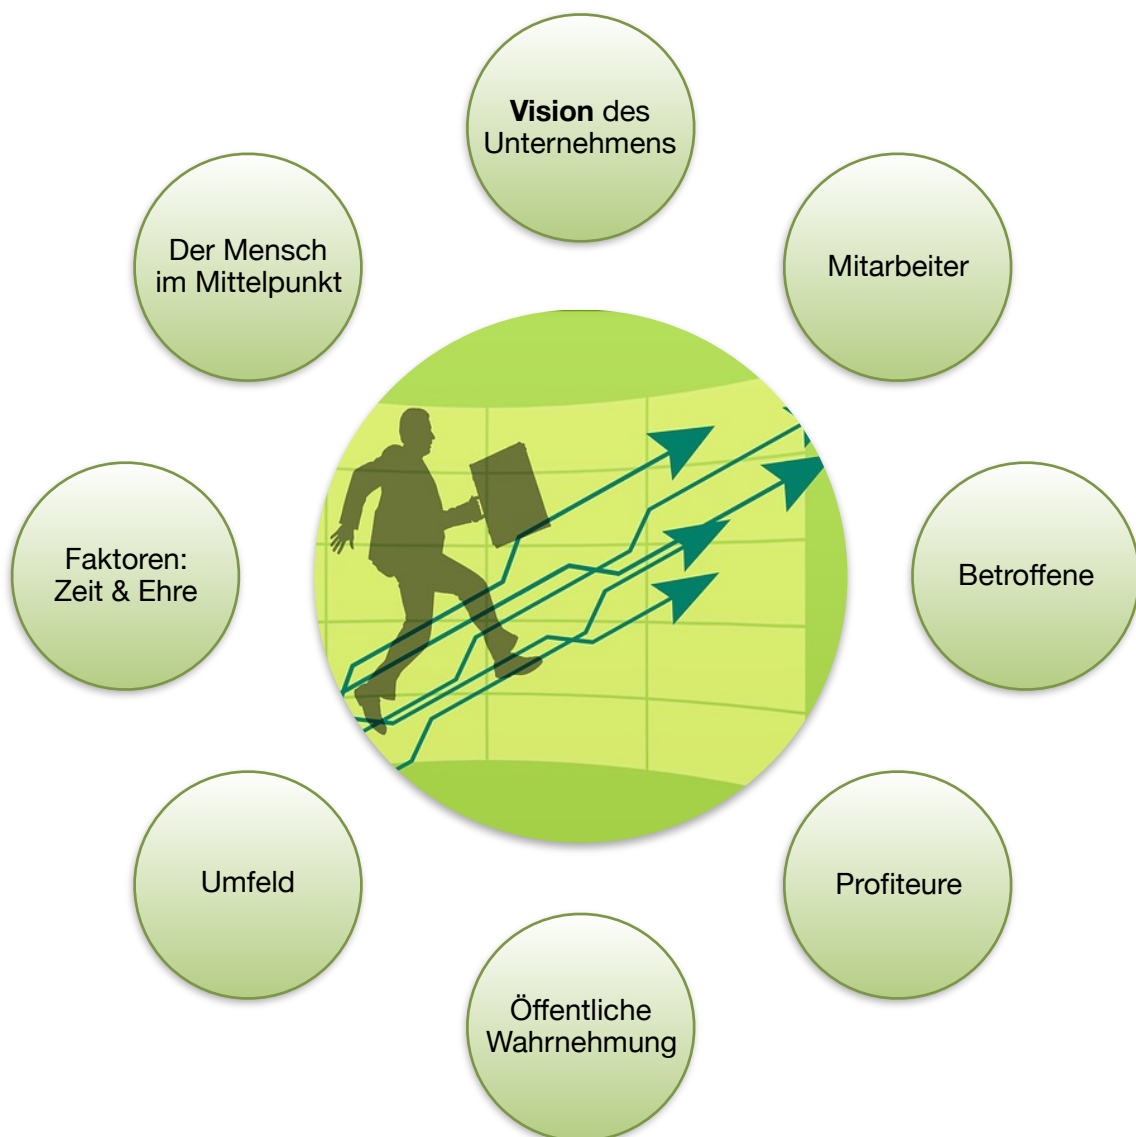 Vision des
Unternehmens
Mitarbeiter
Betroffene
Profiteure
Öffentliche
Wahrnehmung
Umfeld
Faktoren:
Zeit & Ehre
Der Mensch
im Mittelpunkt